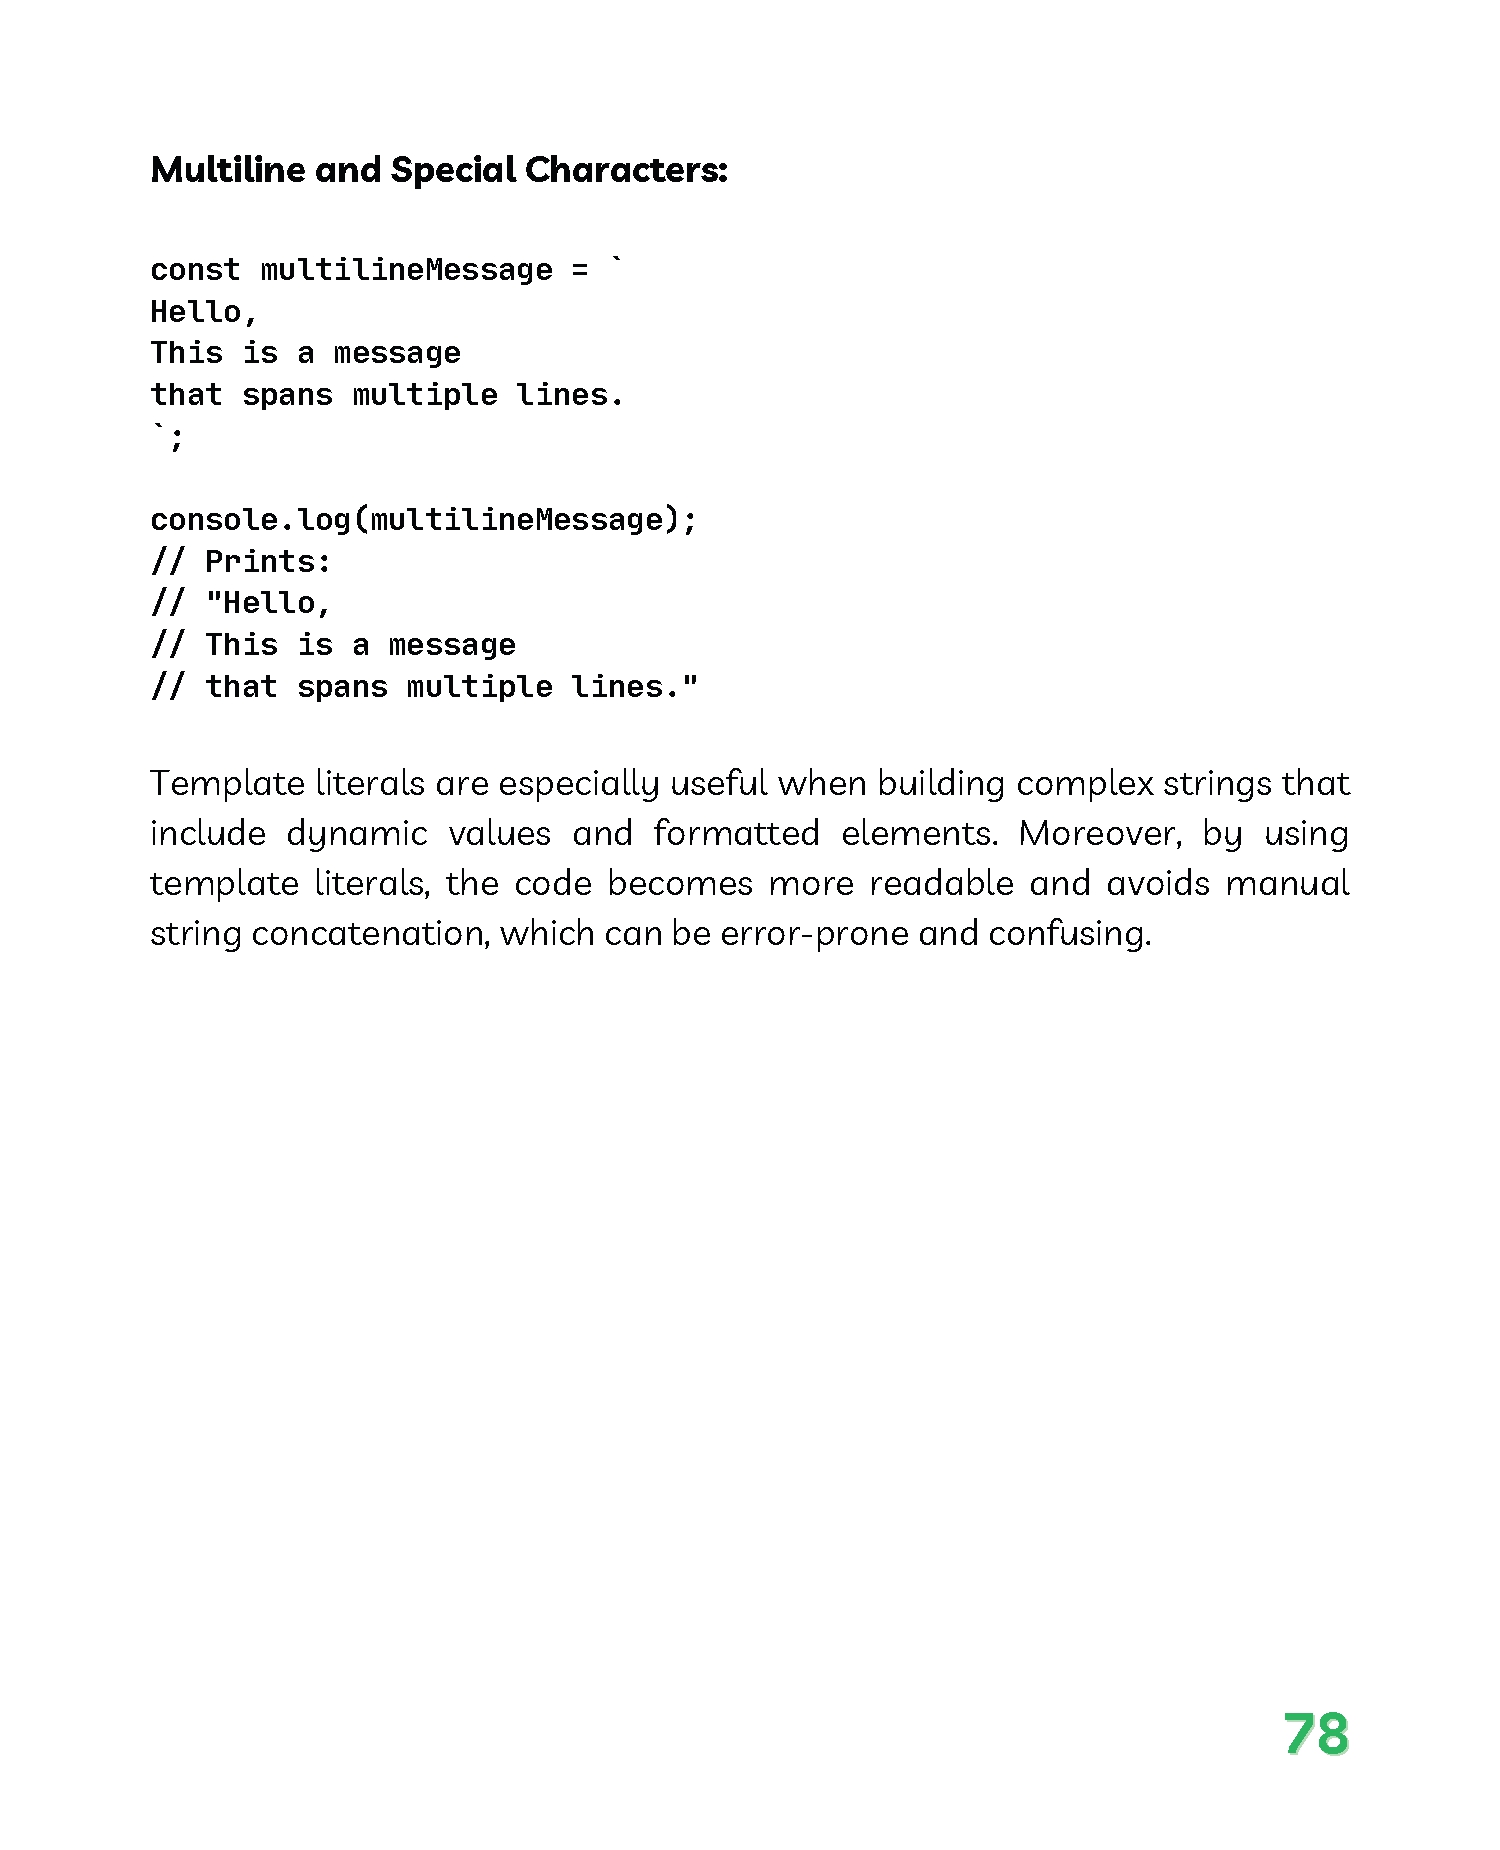 Multiline and Special Characters:
const multilineMessage = `
Hello,
This is a message
that spans multiple lines.
`;
console.log(multilineMessage);
// Prints:
// "Hello,
// This is a message
// that spans multiple lines."
Template literals are especially useful when building complex strings that
include dynamic values and formatted elements. Moreover, by using
template literals, the code becomes more readable and avoids manual
string concatenation, which can be error-prone and confusing.
78